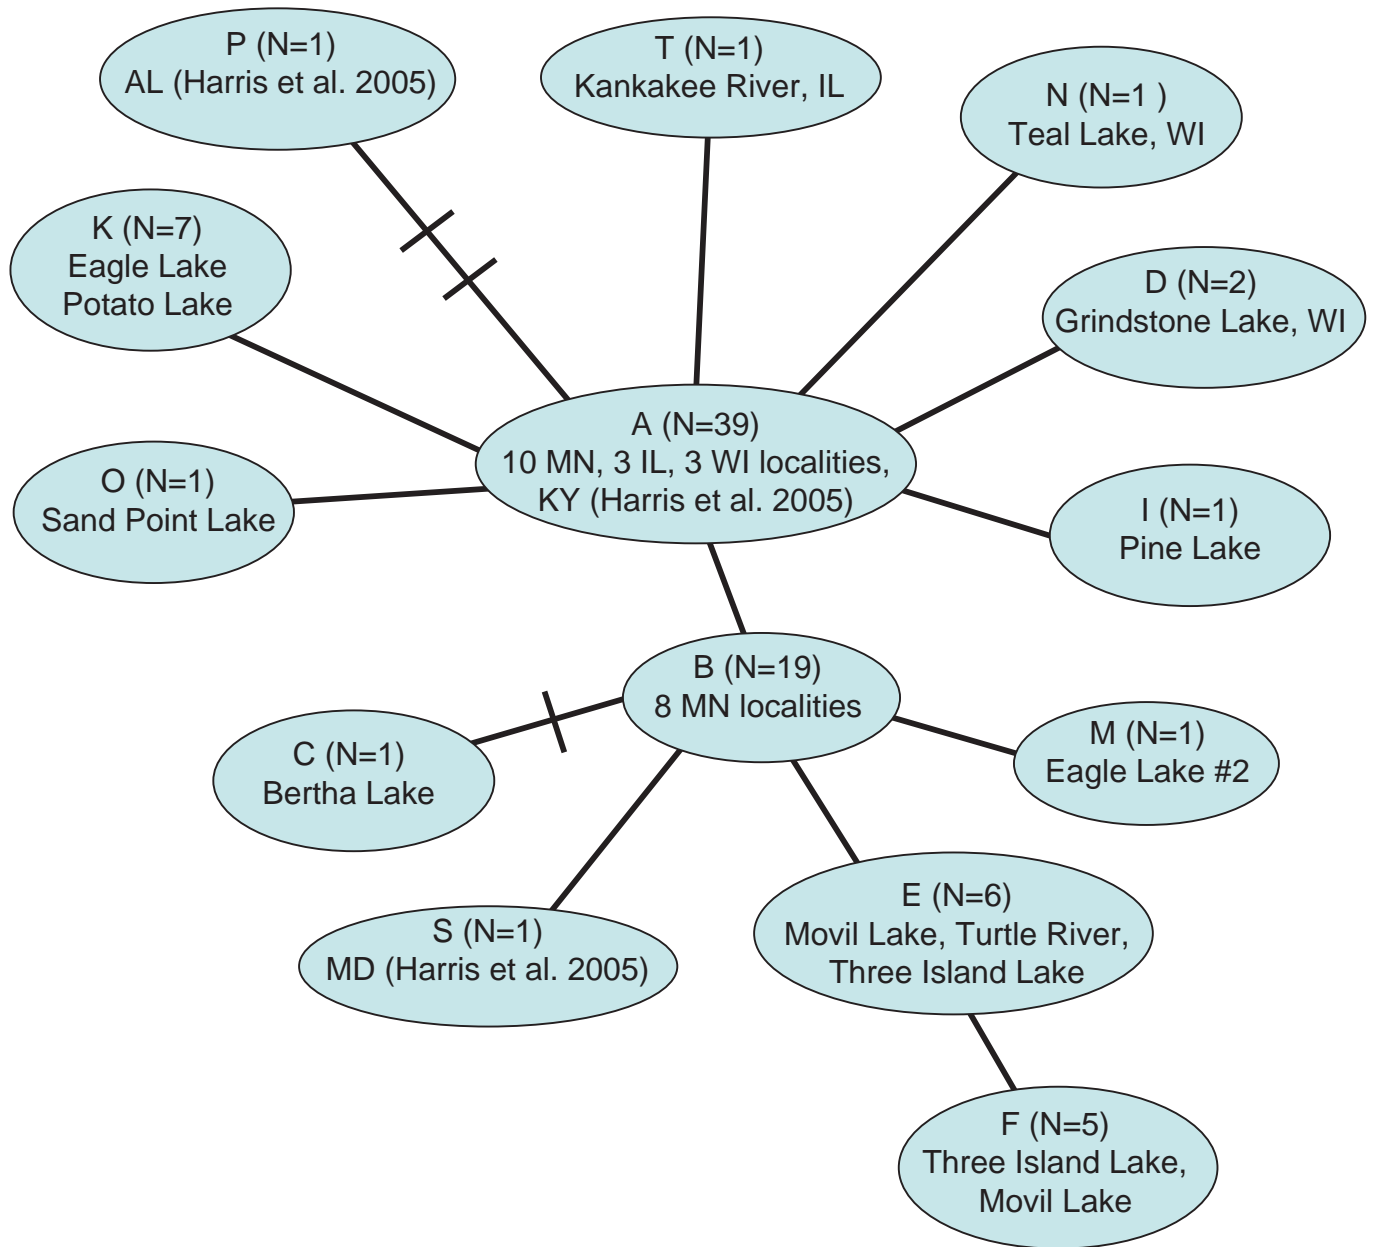 P (N=1)
AL (Harris et al. 2005)
T (N=1)
Kankakee River, IL
N (N=1 )
Teal Lake, WI
K (N=7)
Eagle Lake
Potato Lake
D (N=2)
Grindstone Lake, WI
A (N=39)
10 MN, 3 IL, 3 WI localities,
KY (Harris et al. 2005)
O (N=1)
Sand Point Lake
I (N=1)
Pine Lake
B (N=19)
8 MN localities
C (N=1)
Bertha Lake
M (N=1)
Eagle Lake #2
S (N=1)
MD (Harris et al. 2005)
E (N=6)
Movil Lake, Turtle River,
Three Island Lake
F (N=5)
Three Island Lake,
Movil Lake